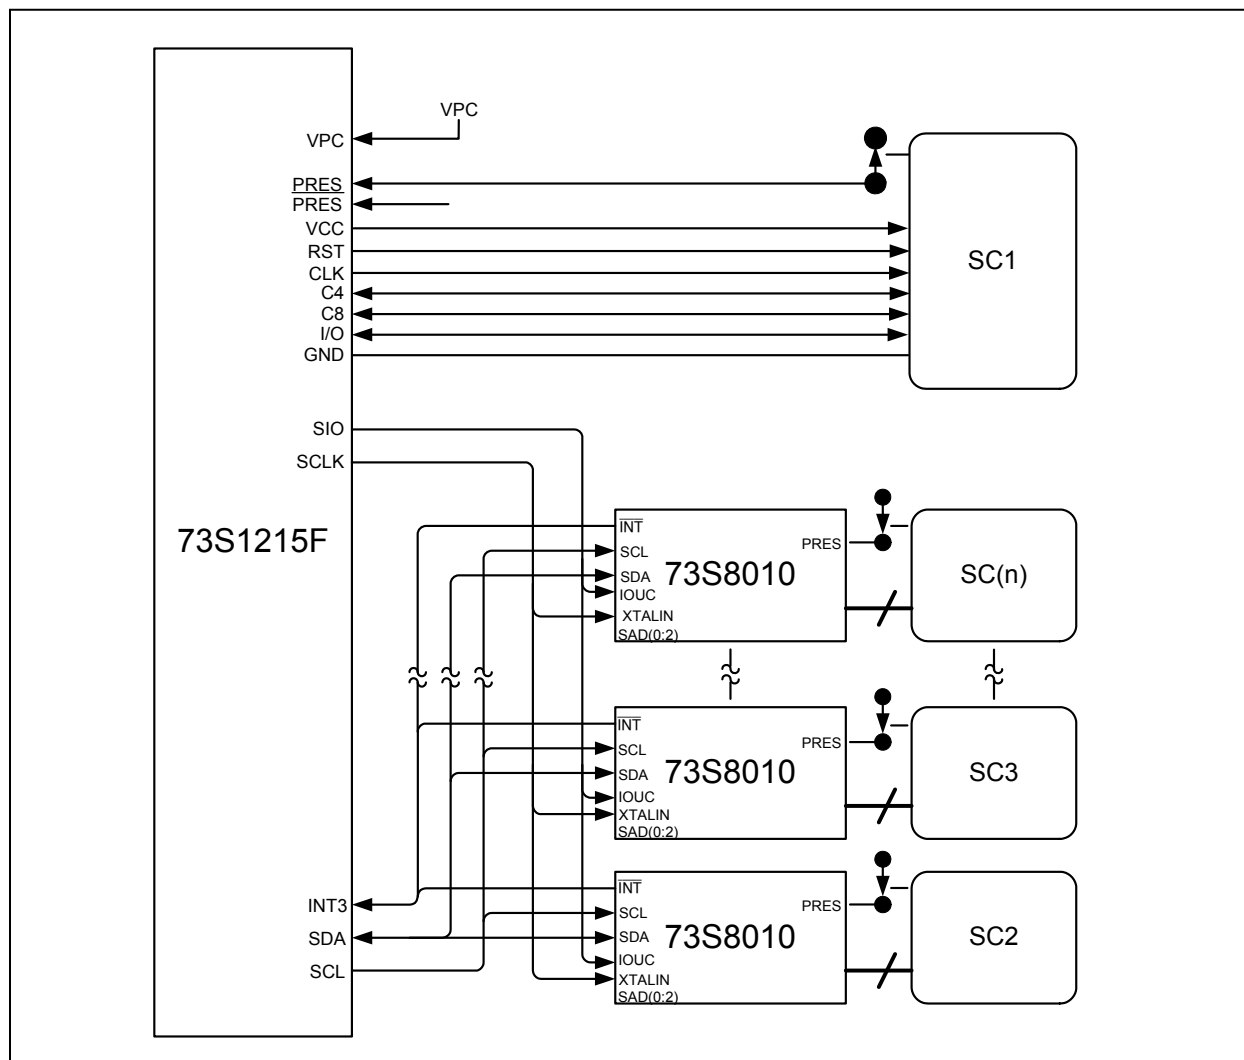 VPC
VPC
PRES
PRES
VCC
RST
CLK
C4
C8
I/O
GND
SC1
SIO
SCLK
73S1215F
INT
SCL
SDA
IOUC
XTALIN
SAD(0:2)
73S8010
PRES
SC(n)
INT
SCL
SDA
IOUC
XTALIN
SAD(0:2)
73S8010
PRES
SC3
INT
SCL
SDA
IOUC
XTALIN
SAD(0:2)
73S8010
PRES
SC2
INT3
SDA
SCL